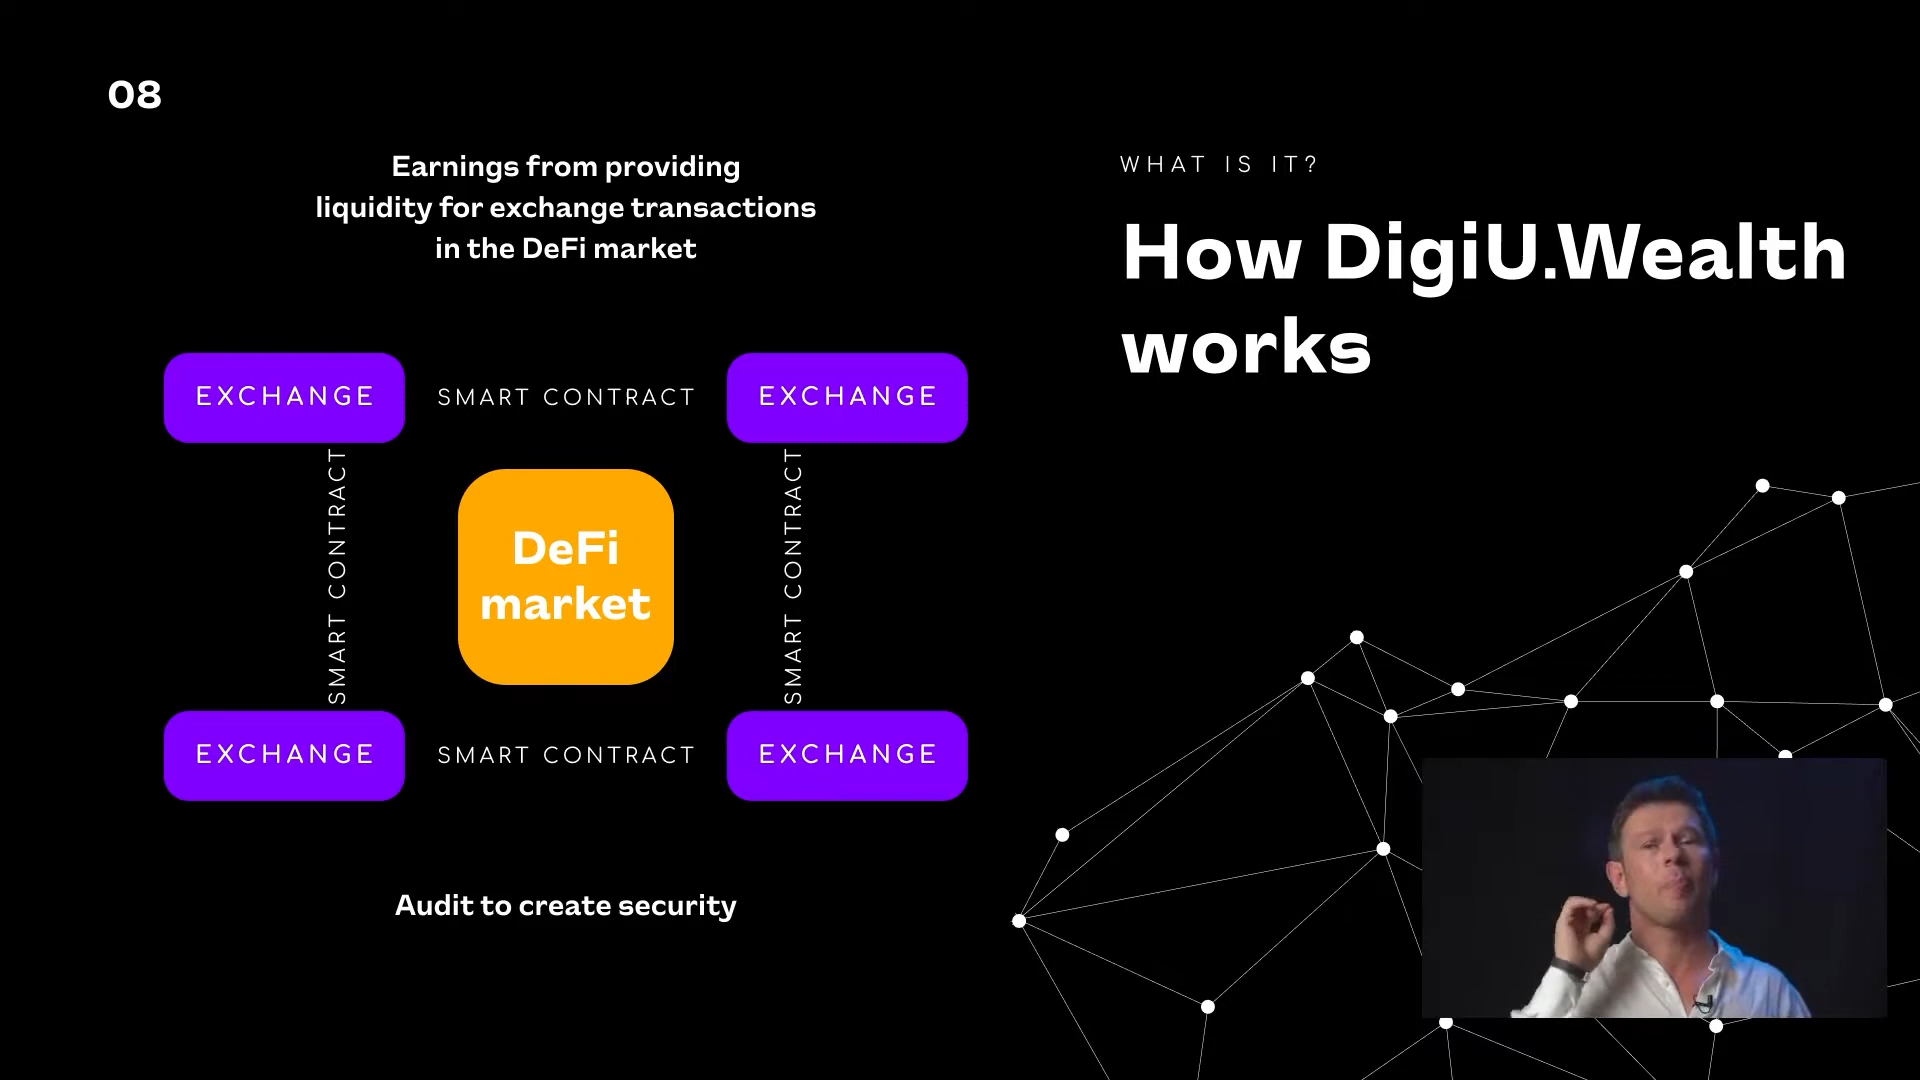 08
Earnings from providing
liquidity for exchange transactions
in the DeFi market
EXCHANGE
SMART CONTRACT
EXCHANGE
SMART CONTRACT
DeFi
market
SMART CONTRACT
EXCHANGE
SMART CONTRACT
EXCHANGE
Audit to create security
WHAT IS IT?
How DigiU.Wealth
works